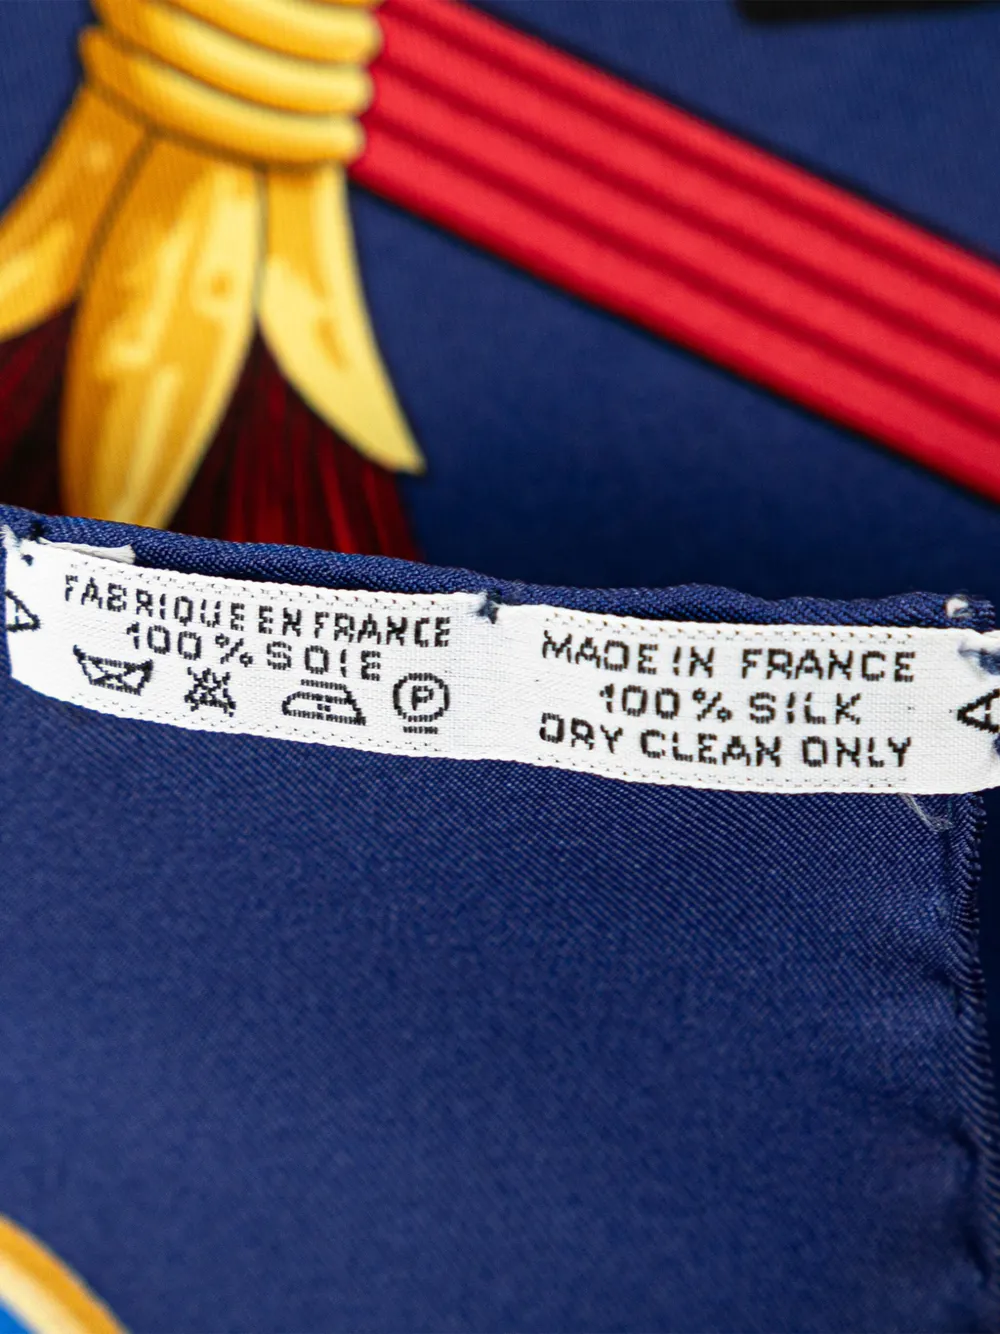 FABRIQUE EN FRANCE
100% SOIE
P
MADE IN FRANCE
100% SILK
DRY CLEAN ONLY